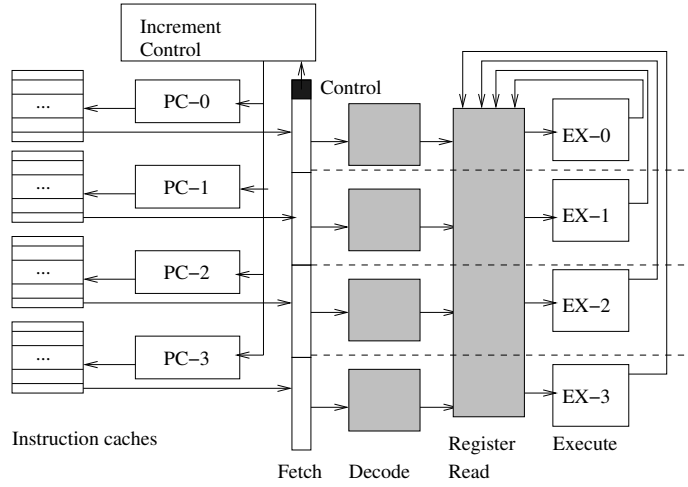 Increment
Control
Control
...
PC−0
EX−0
...
PC−1
EX−1
...
PC−2
EX−2
...
PC−3
EX−3
Instruction caches
Fetch
Decode
Register
Read
Execute